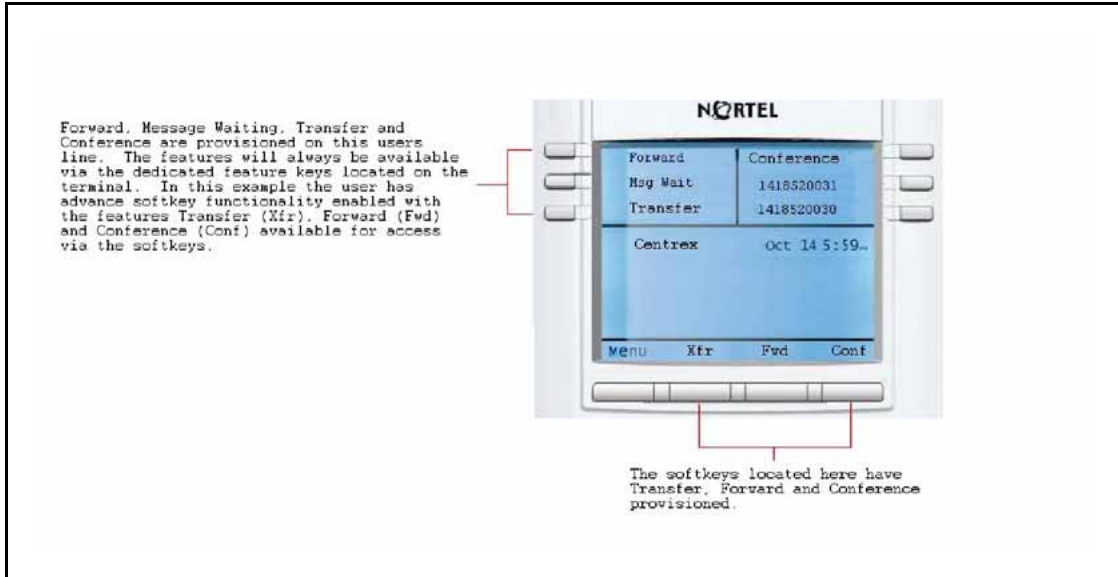 Forward, Message Waiting, Transfer and
Conference are provisioned on this users
line. The features will always be available
via the dedicated feature keys located on the
terminal. In this example the user has
advance softkey functionality enabled with
the features Transfer (Xfr), Forward (Fwd)
and Conference (Conf) available for access
via the softkeys.
NORTEL
Forward Conference
Msg Wait 1418520031
Transfer 1418520030
Centrex Oct 14 5:59
Menu Xfr Fwd Conf
The softkeys located here have
Transfer, Forward and Conference
provisioned.